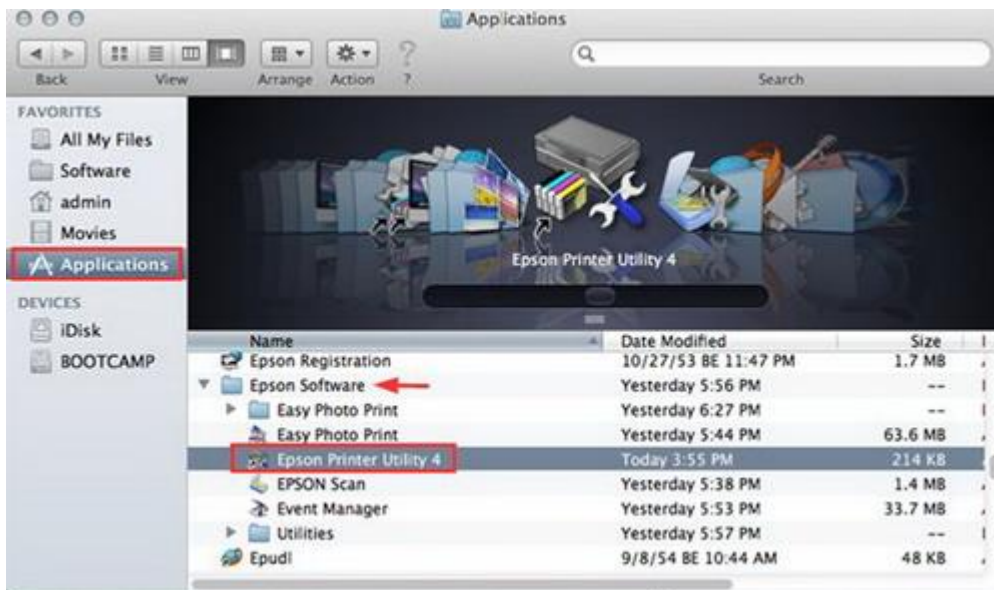 Applications
Back View Arrange Action ? Search
FAVORITES
All My Files
Software
admin
Movies
Applications
DEVICES
iDisk
BOOTCAMP
Epson Printer Utility 4
Name Date Modified Size
Epson Registration 10/27/53 BE 11:47 PM 1.7 MB
Epson Software Yesterday 5:56 PM --
Easy Photo Print Yesterday 6:27 PM --
Easy Photo Print Yesterday 5:44 PM 63.6 MB
Epson Printer Utility 4 Today 3:55 PM 214 KB
EPSON Scan Yesterday 5:38 PM 1.4 MB
Event Manager Yesterday 5:53 PM 33.7 MB
Utilities Yesterday 5:57 PM --
Epudl 9/8/54 BE 10:44 AM 48 KB